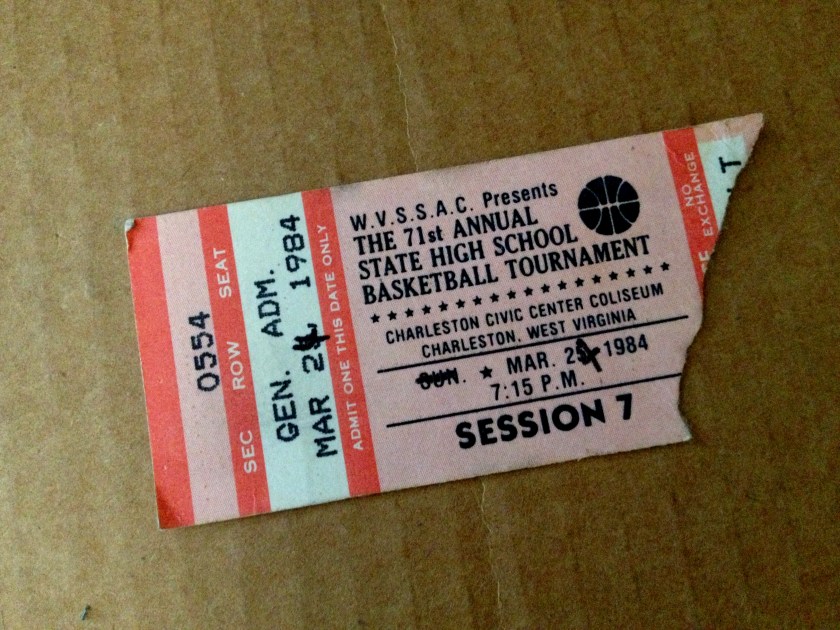 W.V.S.S.A.C. Presents
THE 71st ANNUAL
STATE HIGH SCHOOL
BASKETBALL TOURNAMENT
★★★★★★★★★★★★★★★★★★
CHARLESTON CIVIC CENTER COLISEUM
CHARLESTON, WEST VIRGINIA
SUN. ★ MAR. 24 1984
7:15 P.M.
SESSION 7
0554
SEC ROW SEAT
GEN. ADM.
MAR 24 1984
ADMIT ONE THIS DATE ONLY
NO
EXCHANGE